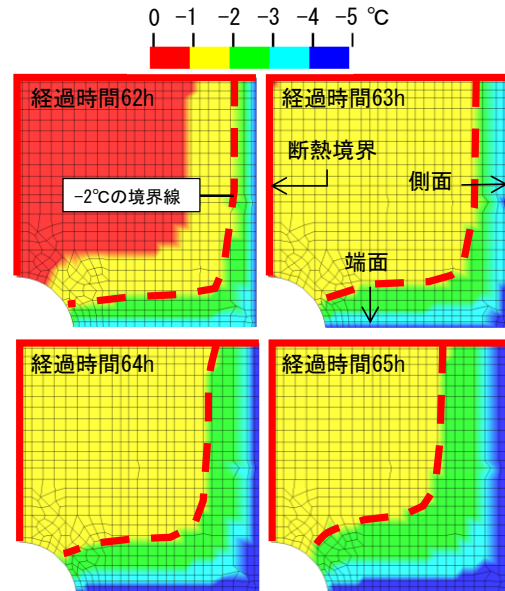 0 -1 -2 -3 -4 -5 ℃
経過時間62h
経過時間63h
断熱境界
側面
-2℃の境界線
端面
経過時間64h
経過時間65h